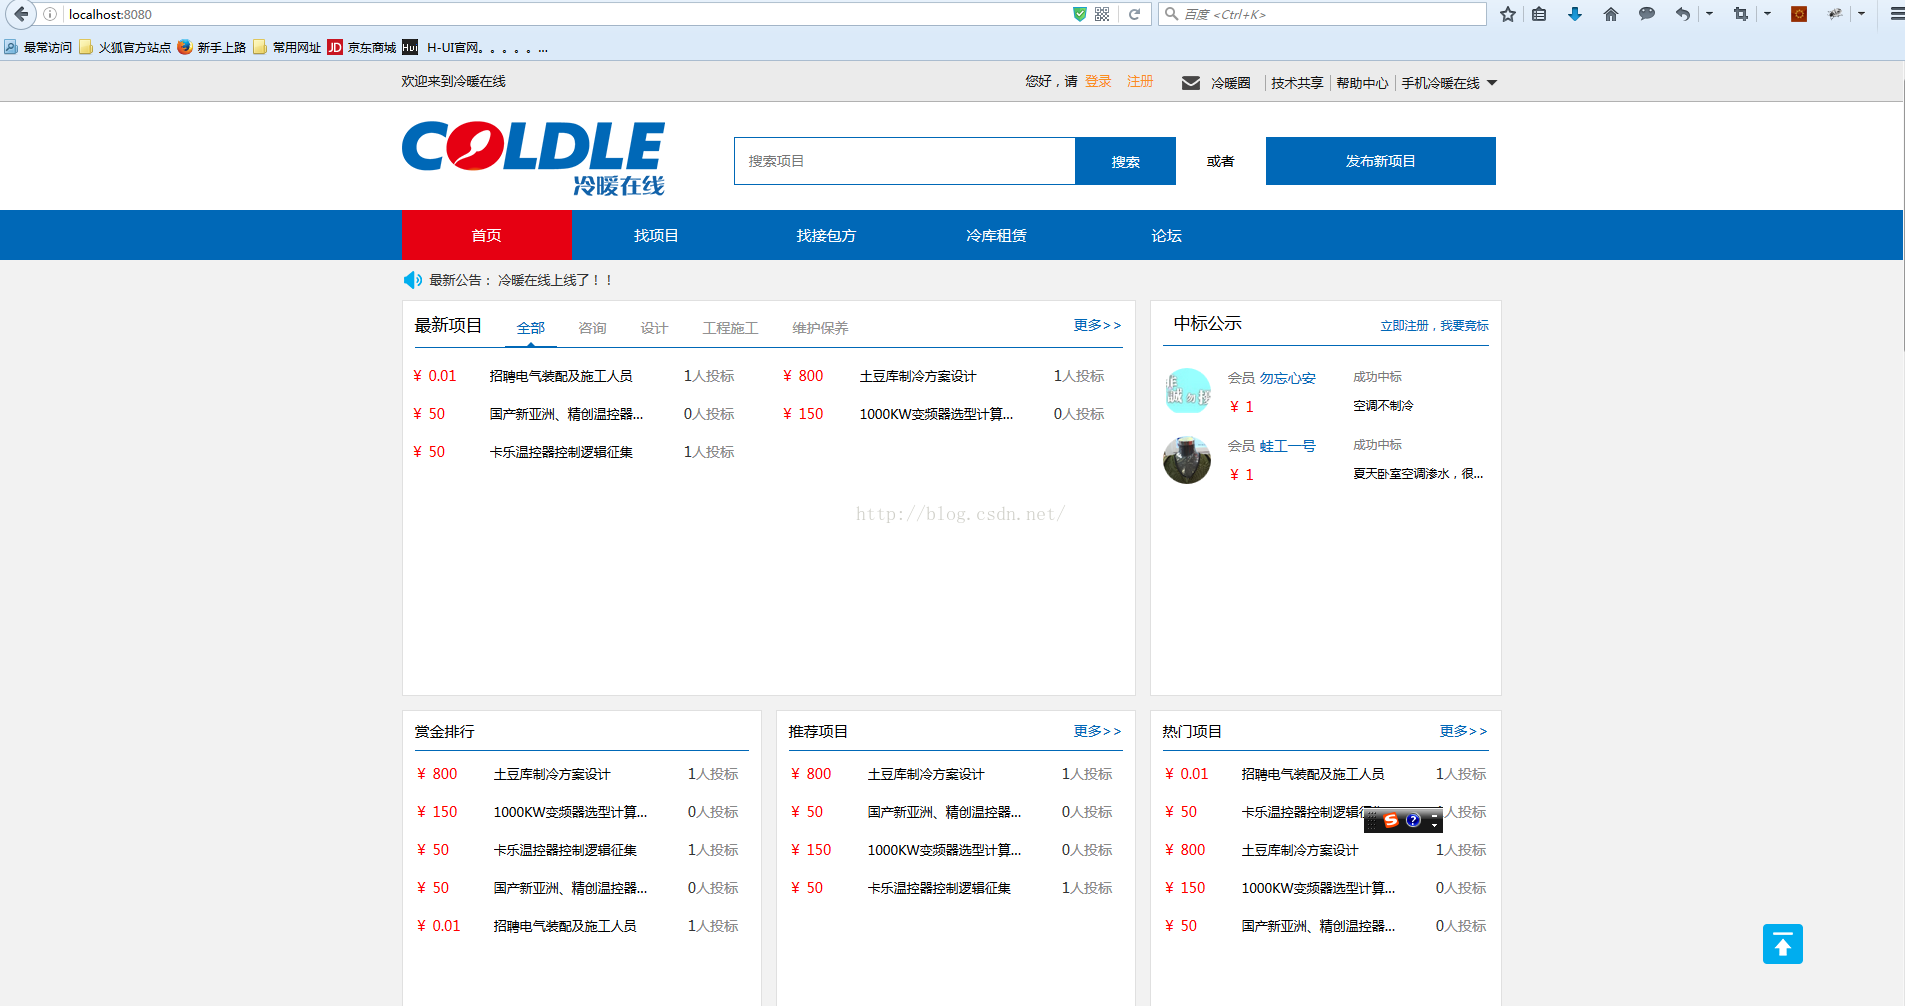 localhost:8080
百度 <Ctrl+K>
最常访问 火狐官方站点 新手上路 常用网址 JD 京东商城 Hui H-UI官网。。。。。...
欢迎来到冷暖在线
您好，请 登录 注册 冷暖圈 技术共享 帮助中心 手机冷暖在线
COLDLE
冷暖在线
搜索项目 搜索 或者 发布新项目
首页 找项目 找接包方 冷库租赁 论坛
最新公告： 冷暖在线上线了！！
最新项目 全部 咨询 设计 工程施工 维护保养 更多>>
¥ 0.01 招聘电气装配及施工人员 1人投标 ¥ 800 土豆库制冷方案设计 1人投标
¥ 50 国产新亚洲、精创温控器... 0人投标 ¥ 150 1000KW变频器选型计算... 0人投标
¥ 50 卡乐温控器控制逻辑征集 1人投标
http://blog.csdn.net/
中标公示 立即注册，我要竞标
非誠勿擾
会员 勿忘心安 成功中标
¥ 1 空调不制冷
会员 蛙工一号 成功中标
¥ 1 夏天卧室空调渗水，很...
赏金排行
¥ 800 土豆库制冷方案设计 1人投标
¥ 150 1000KW变频器选型计算... 0人投标
¥ 50 卡乐温控器控制逻辑征集 1人投标
¥ 50 国产新亚洲、精创温控器... 0人投标
¥ 0.01 招聘电气装配及施工人员 1人投标
推荐项目 更多>>
¥ 800 土豆库制冷方案设计 1人投标
¥ 50 国产新亚洲、精创温控器... 0人投标
¥ 150 1000KW变频器选型计算... 0人投标
¥ 50 卡乐温控器控制逻辑征集 1人投标
热门项目 更多>>
¥ 0.01 招聘电气装配及施工人员 1人投标
¥ 50 卡乐温控器控制逻辑 人投标
¥ 800 土豆库制冷方案设计 1人投标
¥ 150 1000KW变频器选型计算... 0人投标
¥ 50 国产新亚洲、精创温控器... 0人投标